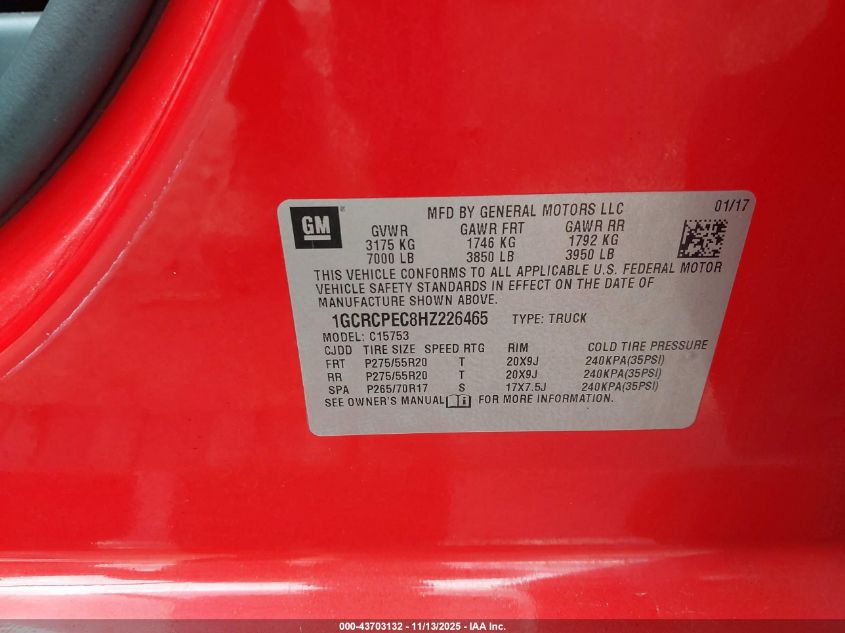 GM
MFD BY GENERAL MOTORS LLC 01/17
GVWR GAWR FRT GAWR RR
3175 KG 1746 KG 1792 KG
7000 LB 3850 LB 3950 LB
THIS VEHICLE CONFORMS TO ALL APPLICABLE U.S. FEDERAL MOTOR
VEHICLE SAFETY STANDARDS IN EFFECT ON THE DATE OF
MANUFACTURE SHOWN ABOVE.
1GCRCPEC8HZ226465 TYPE: TRUCK
MODEL: C15753
CJDD TIRE SIZE SPEED RTG RIM COLD TIRE PRESSURE
FRT P275/55R20 T 20X9J 240KPA(35PSI)
RR P275/55R20 T 20X9J 240KPA(35PSI)
SPA P265/70R17 S 17X7.5J 240KPA(35PSI)
SEE OWNER'S MANUAL FOR MORE INFORMATION.
000-43703132 - 11/13/2025 - IAA Inc.